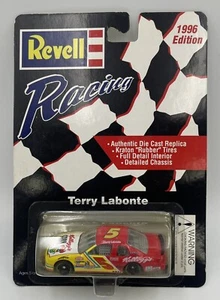 Revell
1996
Edition
Racing
• Authentic Die Cast Replica
• Kraton "Rubber" Tires
• Full Detail Interior
• Detailed Chassis
Terry Labonte
5
Kellogg's
WARNING